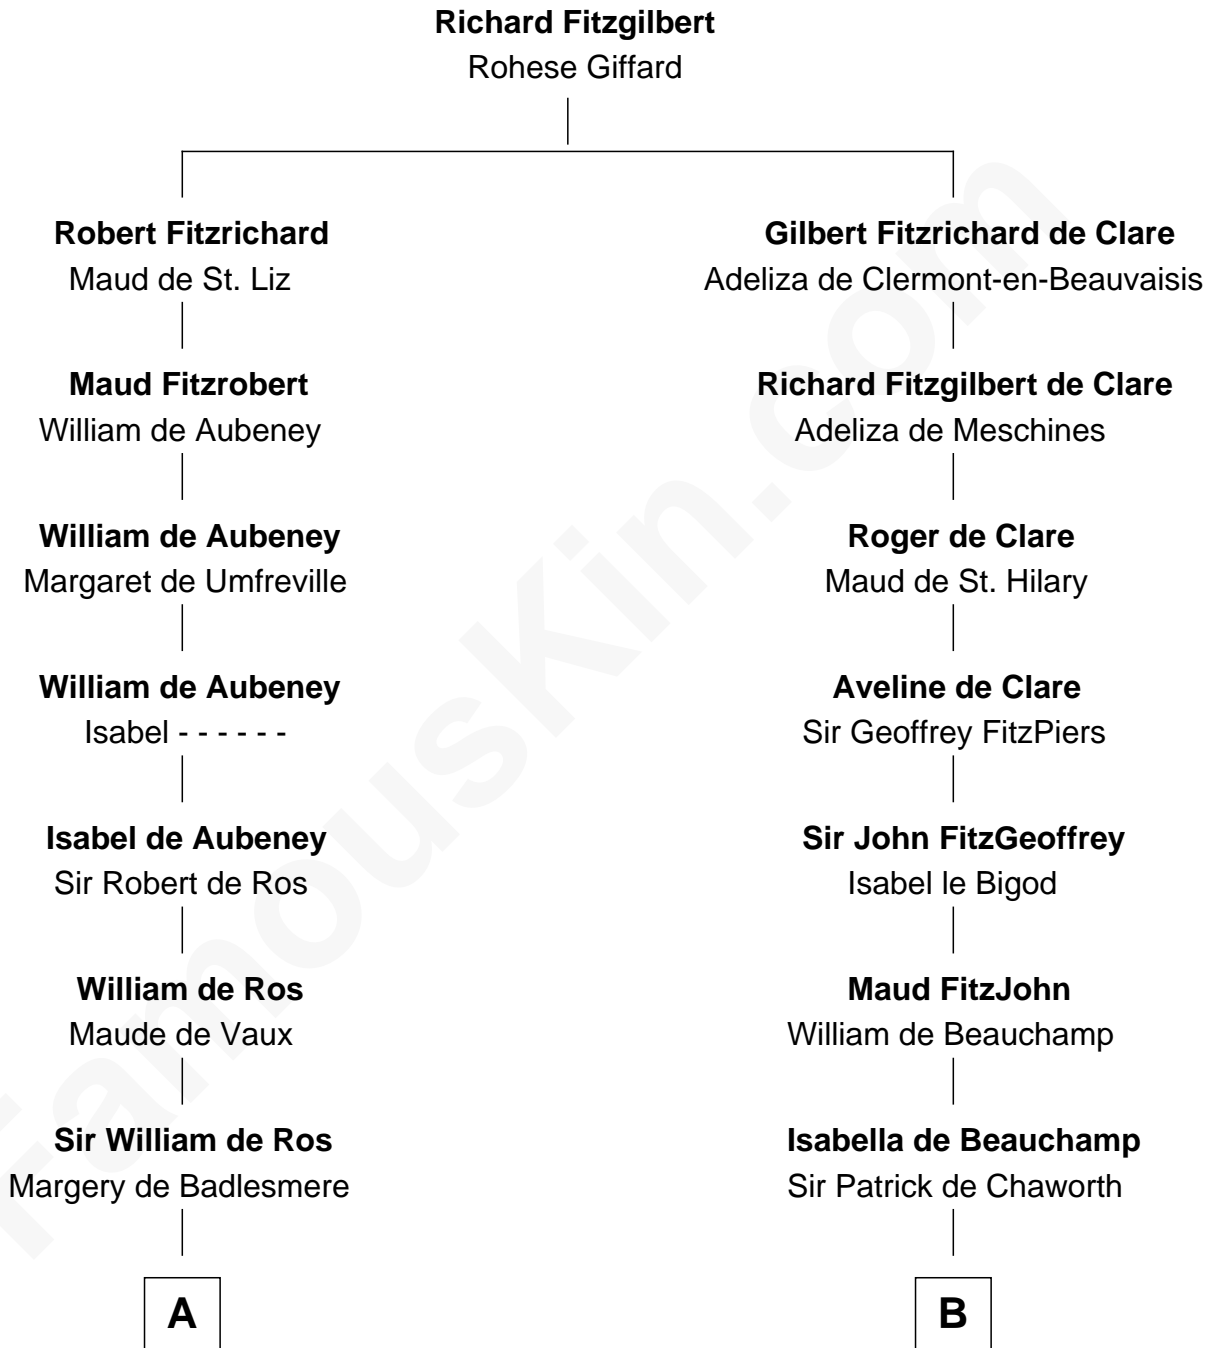 Richard Fitzgilbert
Rohese Giffard
Robert Fitzrichard
Maud de St. Liz
Gilbert Fitzrichard de Clare
Adeliza de Clermont-en-Beauvaisis
Maud Fitzrobert
William de Aubeney
Richard Fitzgilbert de Clare
Adeliza de Meschines
William de Aubeney
Margaret de Umfreville
Roger de Clare
Maud de St. Hilary
William de Aubeney
Isabel - - - - - -
Aveline de Clare
Sir Geoffrey FitzPiers
Isabel de Aubeney
Sir Robert de Ros
Sir John FitzGeoffrey
Isabel le Bigod
William de Ros
Maude de Vaux
Maud FitzJohn
William de Beauchamp
Sir William de Ros
Margery de Badlesmere
Isabella de Beauchamp
Sir Patrick de Chaworth
A
B
FamousKin.com